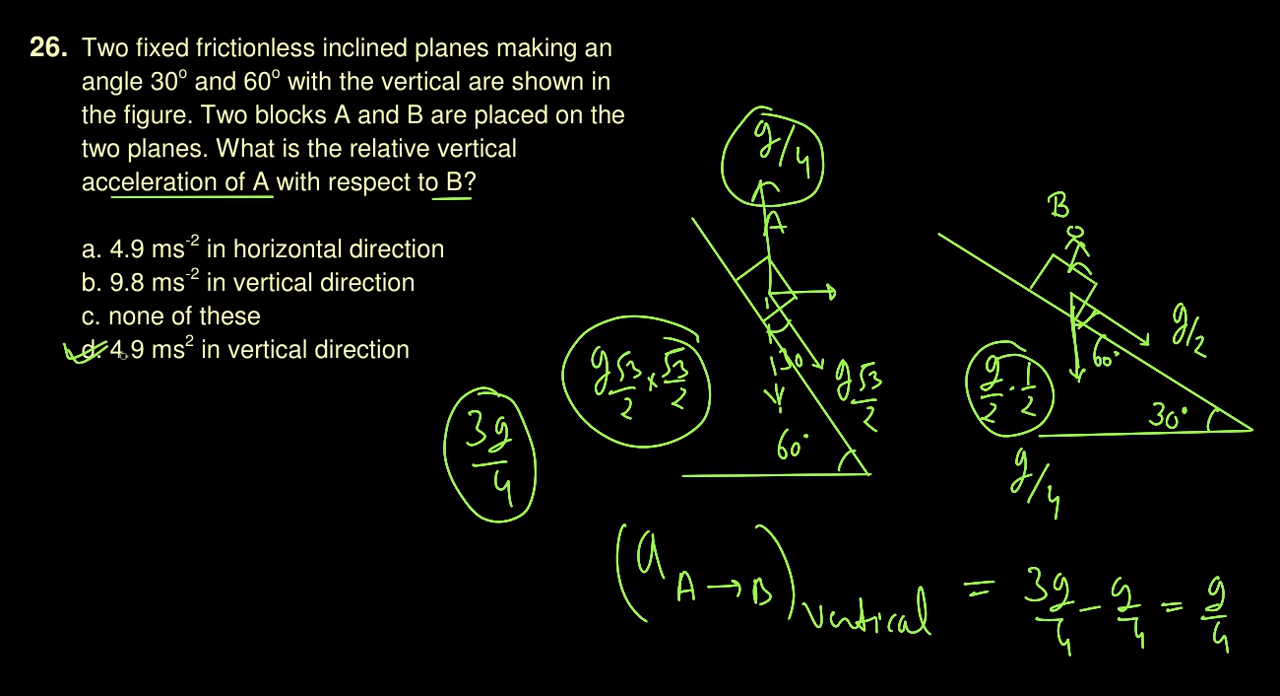 26. Two fixed frictionless inclined planes making an
angle 30⁰ and 60⁰ with the vertical are shown in
the figure. Two blocks A and B are placed on the
two planes. What is the relative vertical
acceleration of A with respect to B?
a. 4.9 ms⁻² in horizontal direction
b. 9.8 ms⁻² in vertical direction
c. none of these
d. 4.9 ms² in vertical direction
g/4
A
B
g√3/2 × √3/2
30
g√3/2
60°
3g/4
g/2
60°
g/2 · 1/2
30°
g/4
(a A→B) vertical = 3g/4 - g/4 = g/4